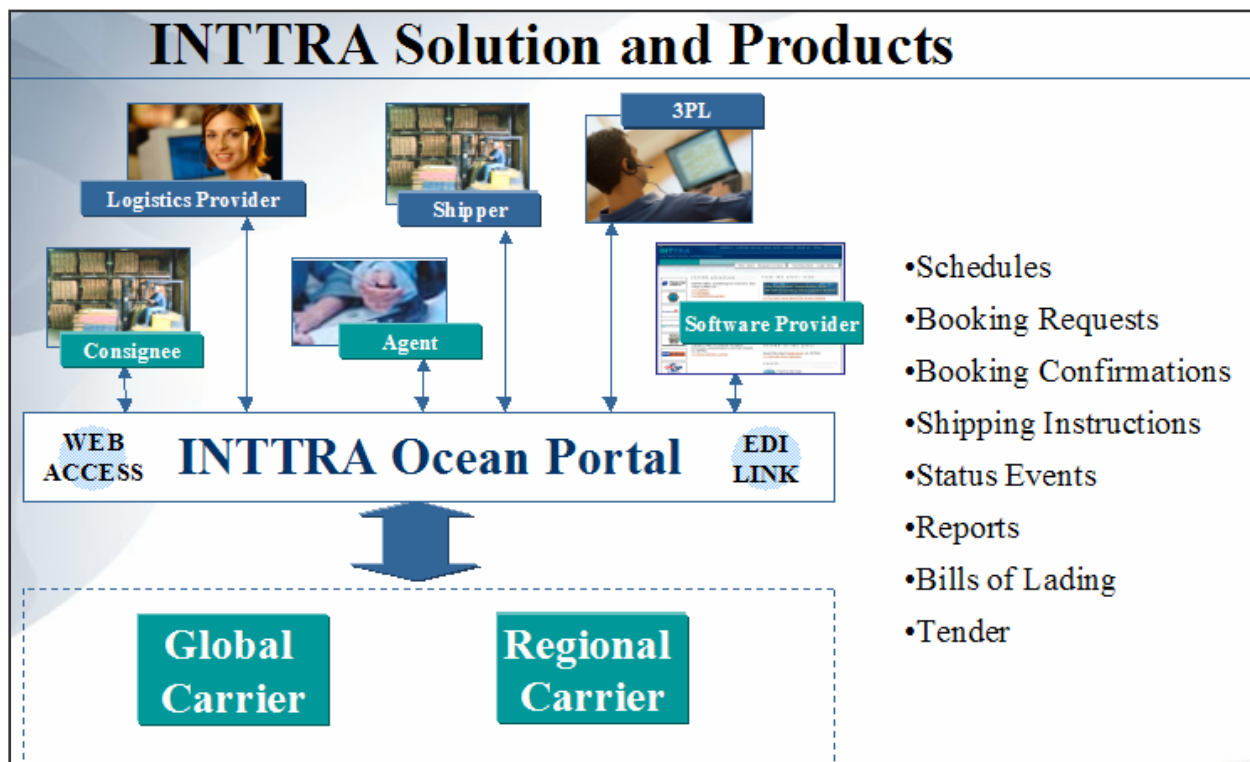 INTTRA Solution and Products
3PL
Logistics Provider
Shipper
Consignee
Agent
INTTRA
Software Provider
WEB
ACCESS
INTTRA Ocean Portal
EDI
LINK
Global
Carrier
Regional
Carrier
•Schedules
•Booking Requests
•Booking Confirmations
•Shipping Instructions
•Status Events
•Reports
•Bills of Lading
•Tender